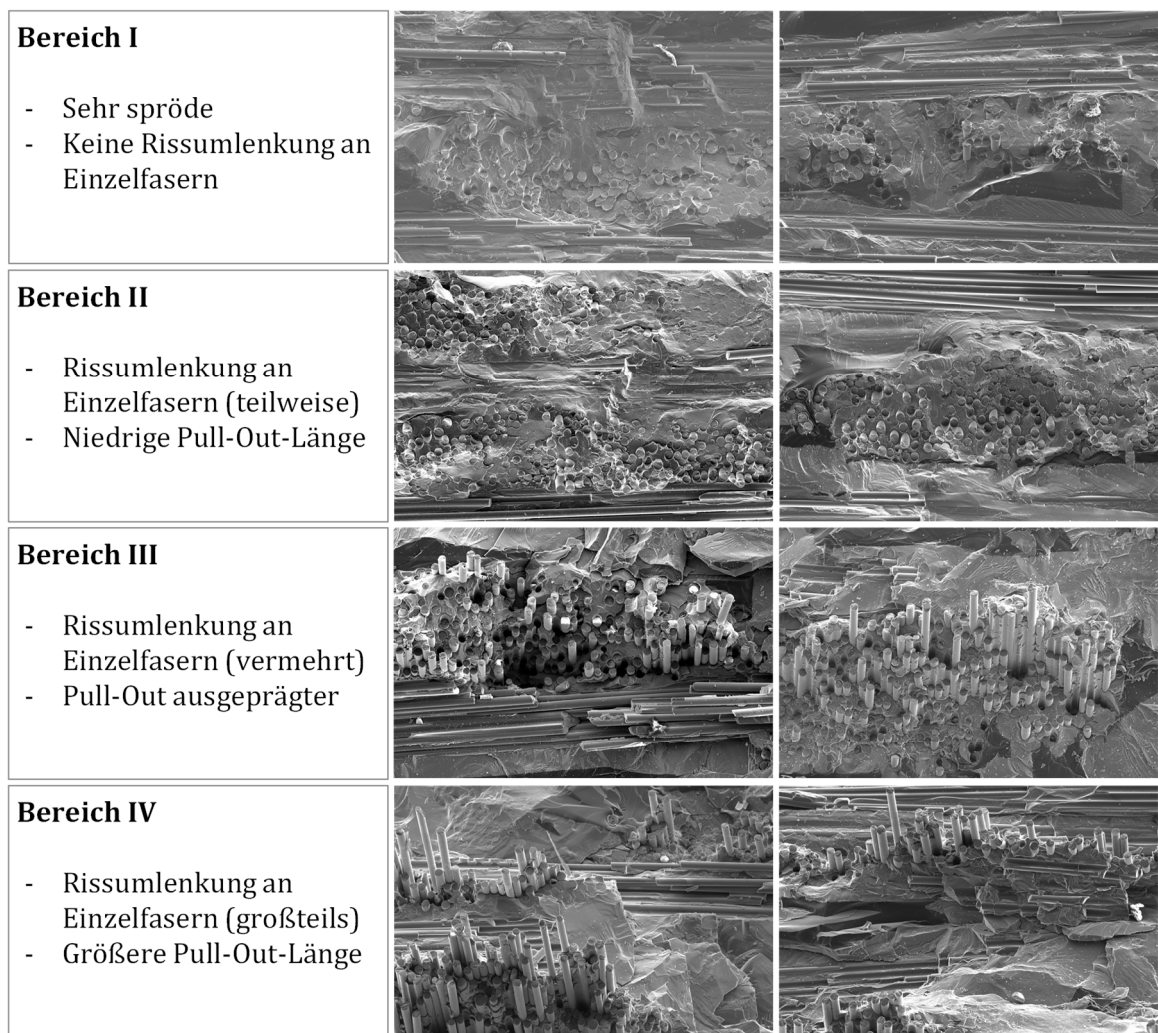 Bereich I
- Sehr spröde
- Keine Rissumlenkung an
Einzelfasern
Bereich II
- Rissumlenkung an
Einzelfasern (teilweise)
- Niedrige Pull-Out-Länge
Bereich III
- Rissumlenkung an
Einzelfasern (vermehrt)
- Pull-Out ausgeprägter
Bereich IV
- Rissumlenkung an
Einzelfasern (großteils)
- Größere Pull-Out-Länge